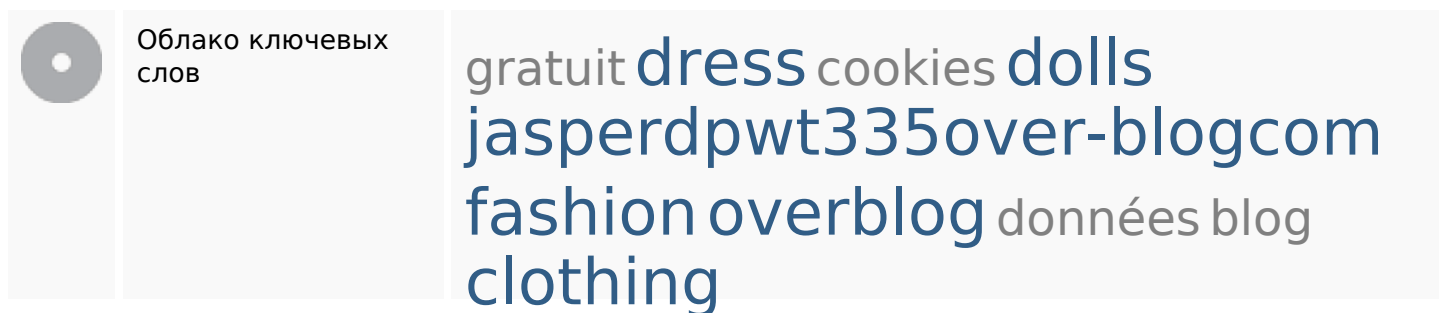 Облако ключевых
слов
gratuit dress cookies dolls
jasperdpwt335over-blogcom
fashion overblog données blog
clothing